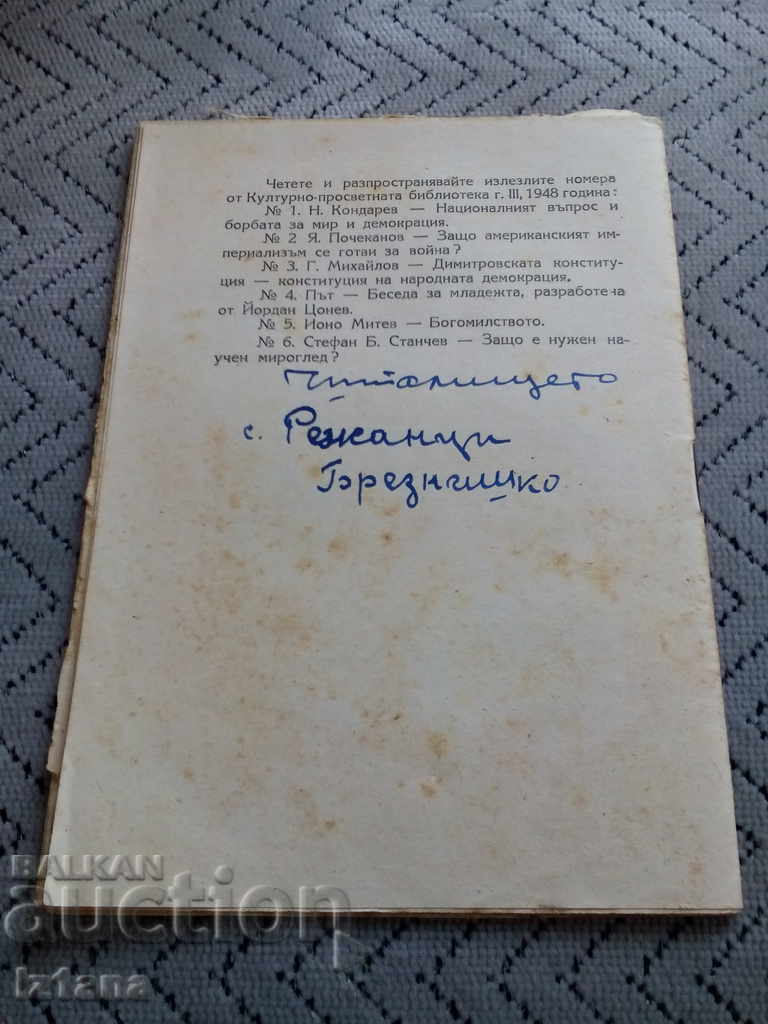 Четете и разпространявайте излезлите номера
от Културно-просветната библиотека г. III, 1948 година:
№ 1. Н. Кондарев — Националният въпрос и
борбата за мир и демокрация.
№ 2 Я. Почеканов — Защо американският им-
периализъм се готви за война?
№ 3. Г. Михайлов — Димитровската конститу-
ция — конституция на народната демокрация.
№ 4. Път — Беседа за младежта, разработена
от Йордан Цонев.
№ 5. Ионо Митев — Богомилството.
№ 6. Стефан Б. Станчев — Защо е нужен на-
учен мироглед?
Читалището
с. Режанци
Брезнишко
BALKAN
auction
iztana